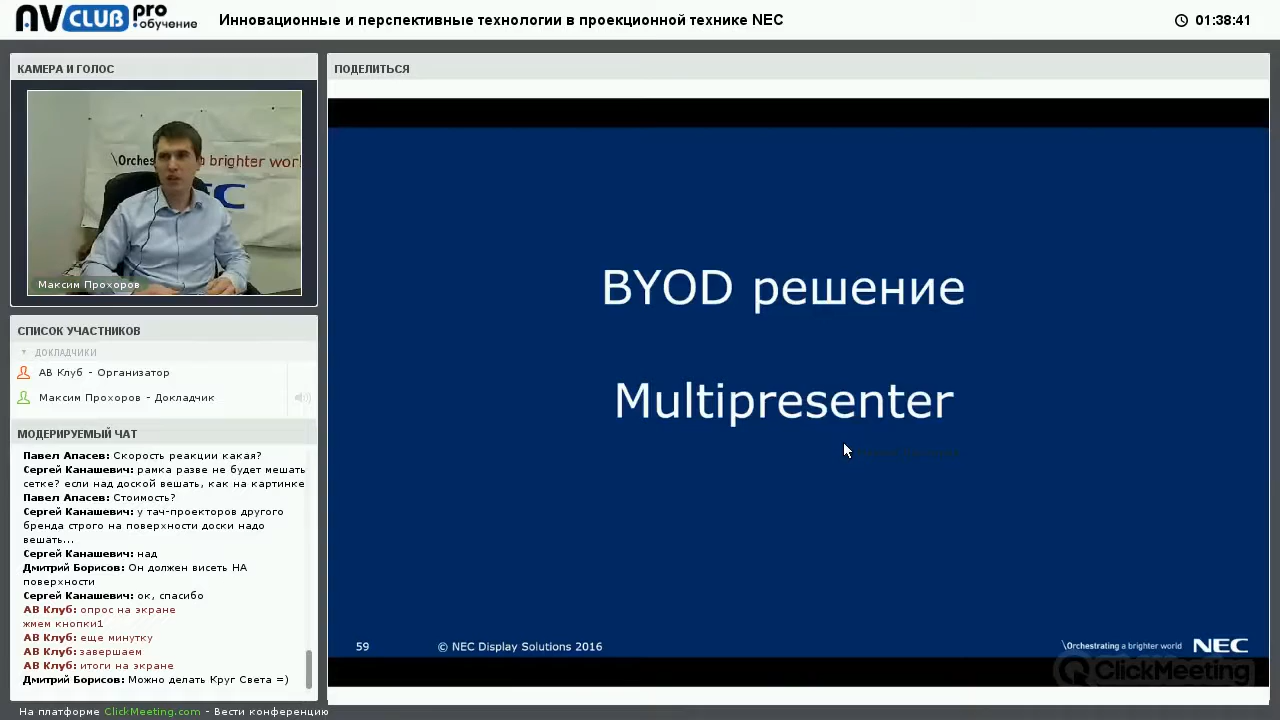 AV CLUB pro
:обучение
Инновационные и перспективные технологии в проекционной технике NEC
01:38:41
КАМЕРА И ГОЛОС
\Orchestrating a brighter world
NEC
Максим Прохоров
СПИСОК УЧАСТНИКОВ
ДОКЛАДЧИКИ
АВ Клуб - Организатор
Максим Прохоров - Докладчик
МОДЕРИРУЕМЫЙ ЧАТ
Павел Апасев: Скорость реакции какая?
Сергей Канашевич: рамка разве не будет мешать
сетке? если над доской вешать, как на картинке
Павел Апасев: Стоимость?
Сергей Канашевич: у тач-проекторов другого
бренда строго на поверхности доски надо
вешать...
Сергей Канашевич: над
Дмитрий Борисов: Он должен висеть НА
поверхности
Сергей Канашевич: ок, спасибо
АВ Клуб: опрос на экране
жмем кнопки1
АВ Клуб: еще минутку
АВ Клуб: завершаем
АВ Клуб: итоги на экране
Дмитрий Борисов: Можно делать Круг Света =)
На платформе ClickMeeting.com - Вести конференцию
ПОДЕЛИТЬСЯ
BYOD решение
Multipresenter
59
© NEC Display Solutions 2016
\Orchestrating a brighter world
NEC
ClickMeeting